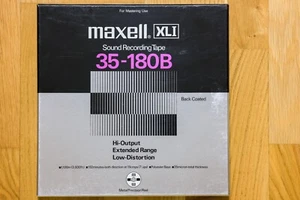 For Mastering Use
maxell XLI
Sound Recording Tape
35-180B
Back Coated
Hi-Output
Extended Range
Low-Distortion